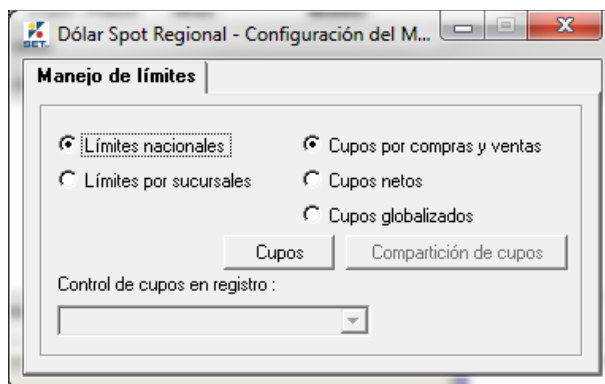 SET
Dólar Spot Regional - Configuración del M...
Manejo de límites
Límites nacionales
Cupos por compras y ventas
Límites por sucursales
Cupos netos
Cupos globalizados
Cupos
Compartición de cupos
Control de cupos en registro :